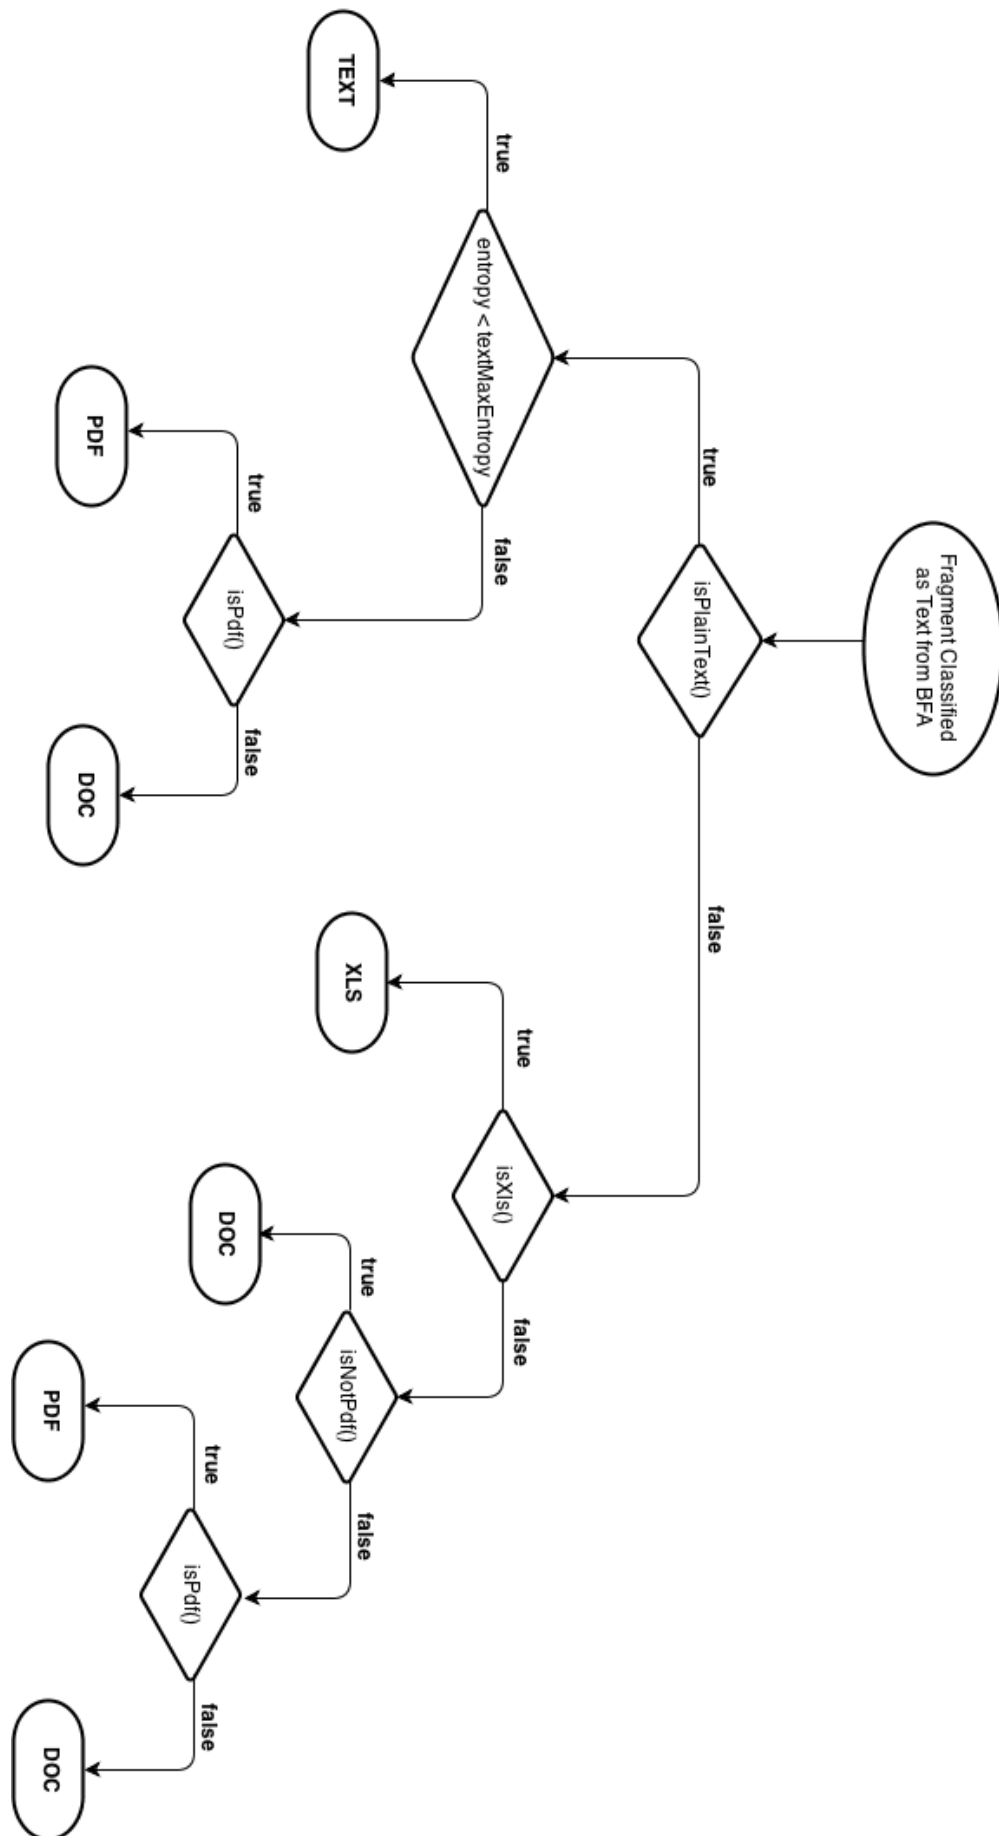 Fragment Classified
as Text from BFA
isPlainText()
true
false
entropy < textMaxEntropy
true
false
TEXT
isPdf()
true
false
PDF
DOC
isXls()
true
false
XLS
isNotPdf()
true
false
DOC
isPdf()
true
false
PDF
DOC